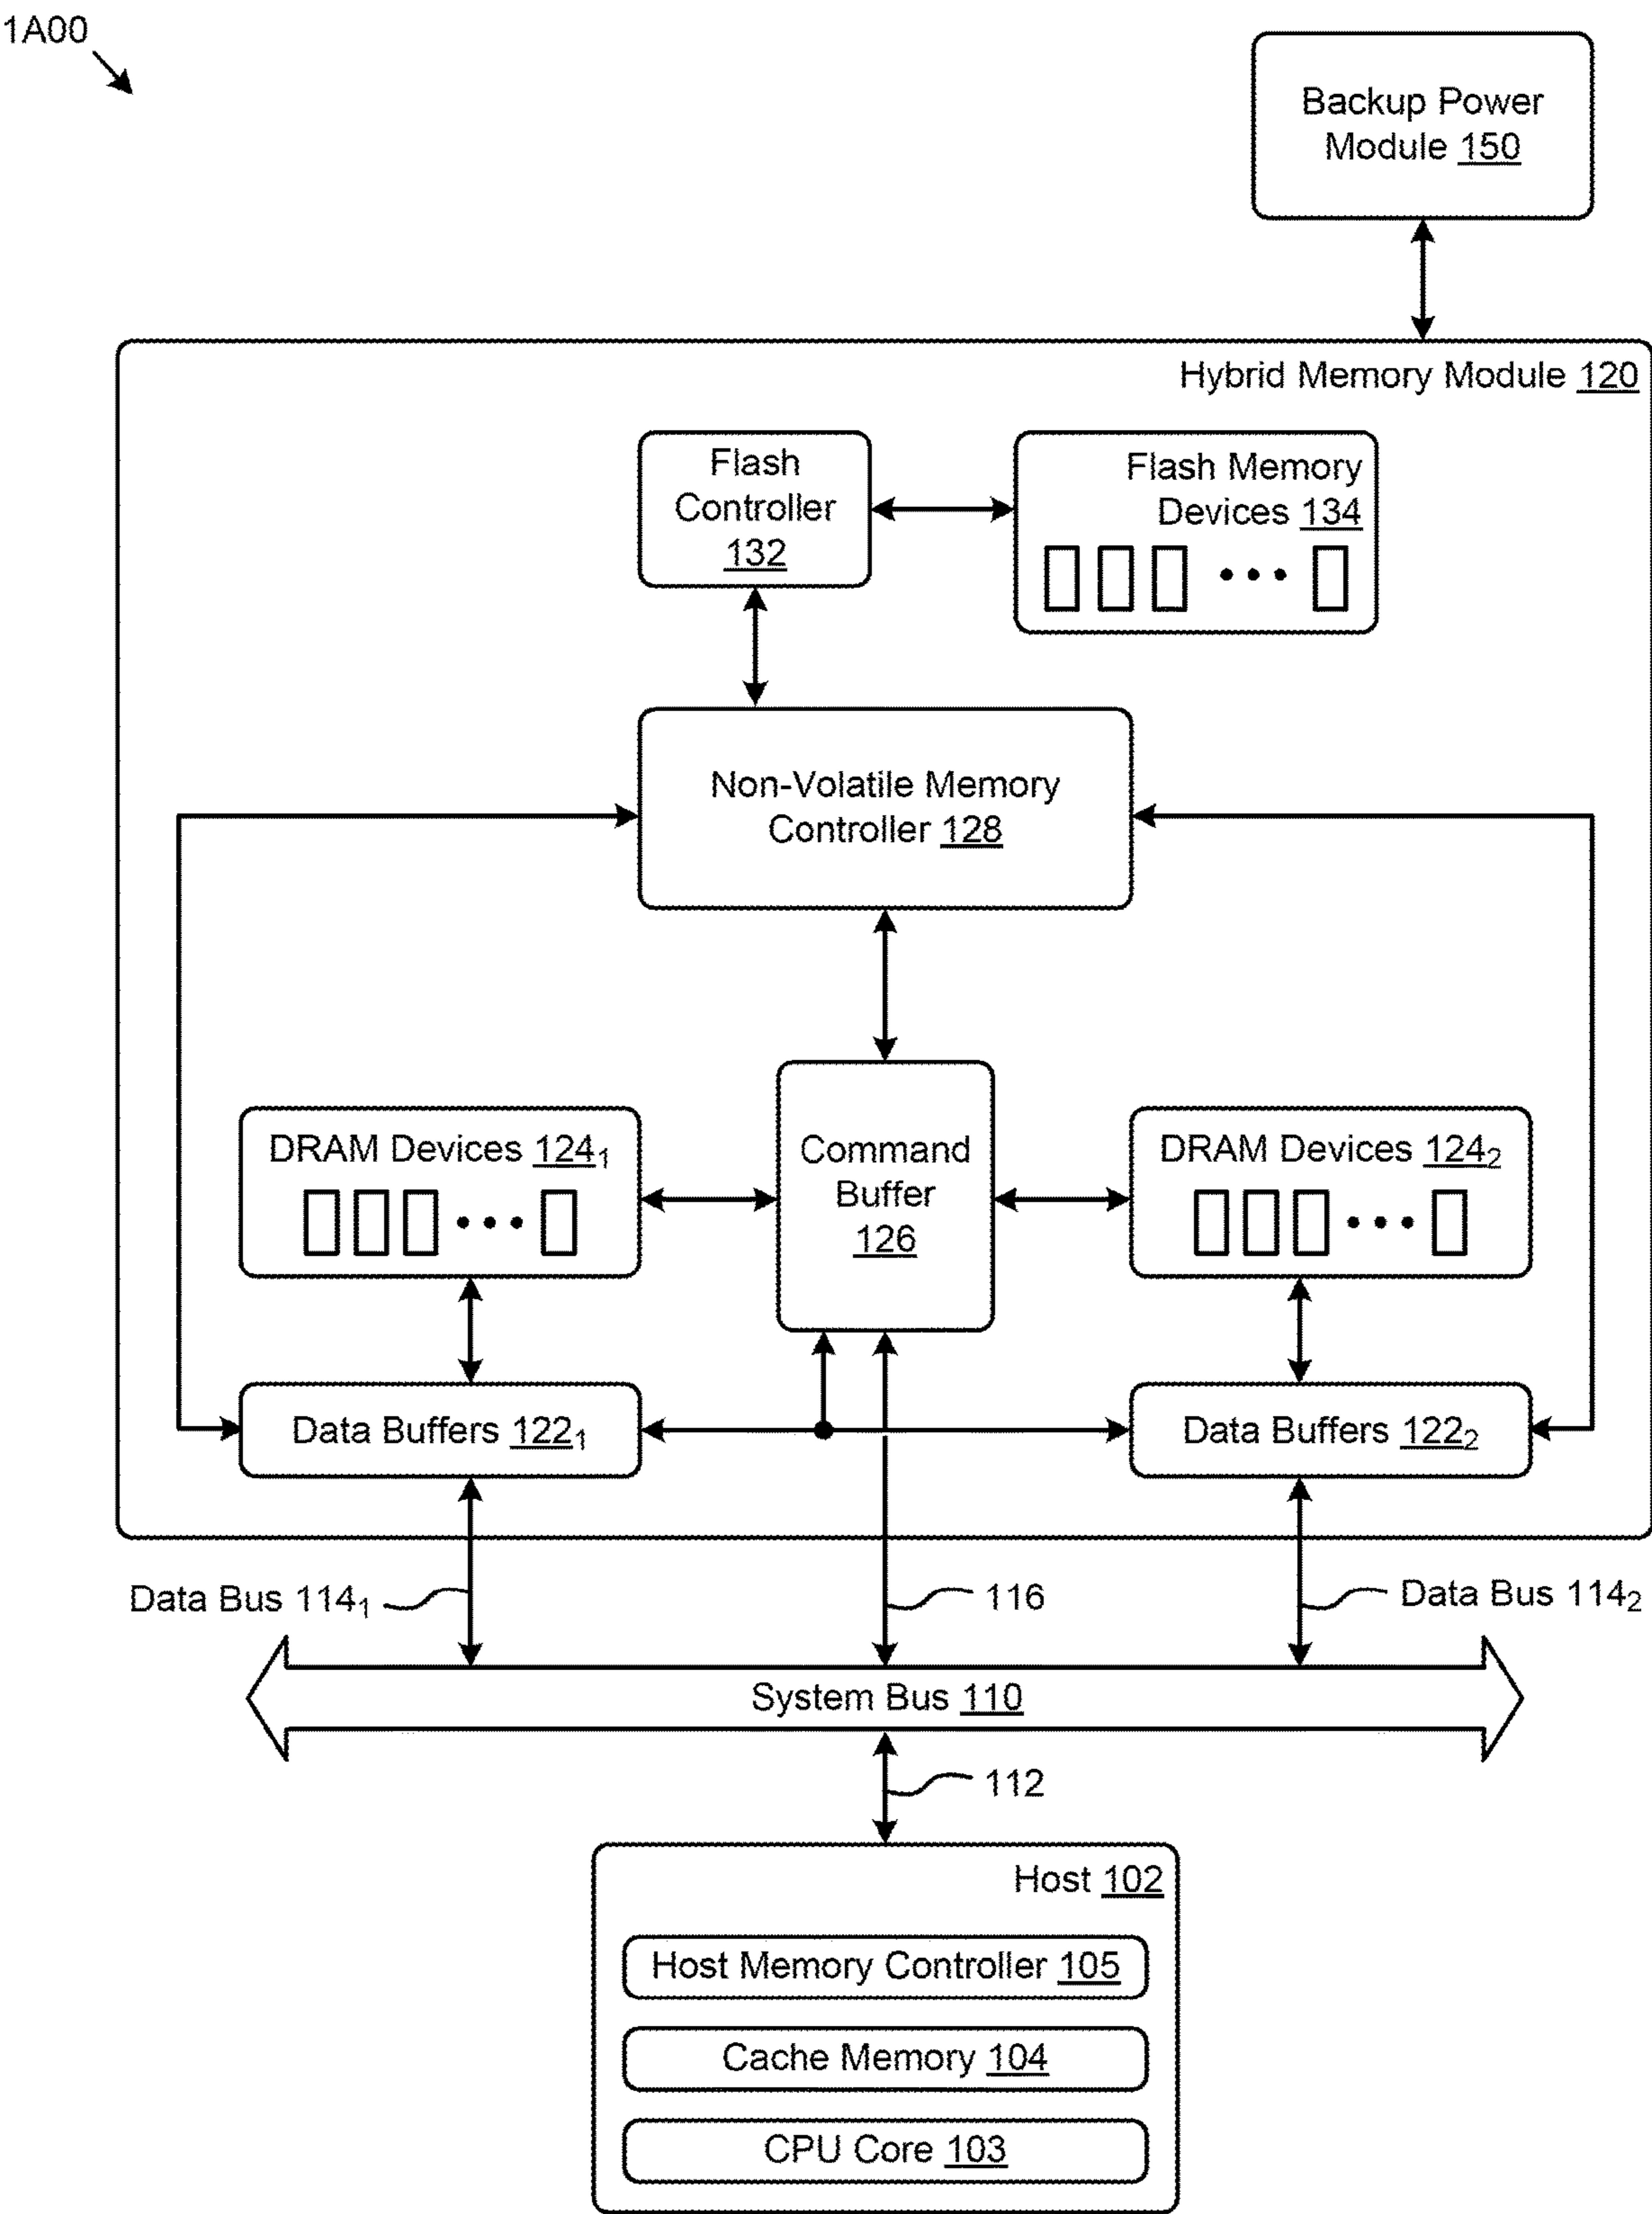 1A00
Backup Power
Module 150
Hybrid Memory Module 120
Flash
Controller
132
Flash Memory
Devices 134
Non-Volatile Memory
Controller 128
DRAM Devices 124₁
Command
Buffer
126
DRAM Devices 124₂
Data Buffers 122₁
Data Buffers 122₂
Data Bus 114₁
116
Data Bus 114₂
System Bus 110
112
Host 102
Host Memory Controller 105
Cache Memory 104
CPU Core 103